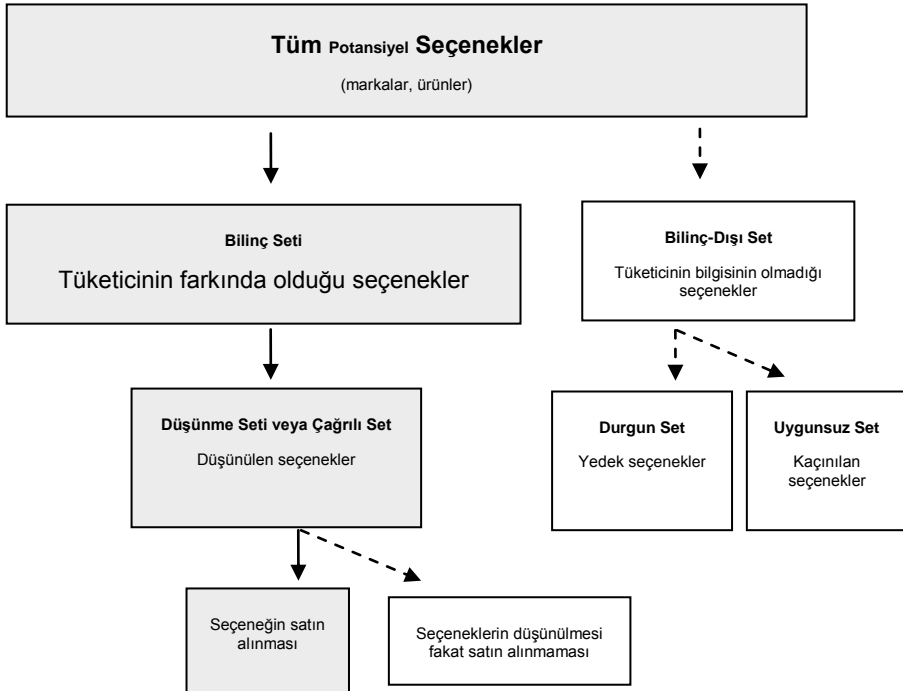 Tüm Potansiyel Seçenekler
(markalar, ürünler)
Bilinç Seti
Tüketicinin farkında olduğu seçenekler
Bilinç-Dışı Set
Tüketicinin bilgisinin olmadığı
seçenekler
Düşünme Seti veya Çağrılı Set
Düşünülen seçenekler
Durgun Set
Yedek seçenekler
Uygunsuz Set
Kaçınılan
seçenekler
Seçeneğin satın
alınması
Seçeneklerin düşünülmesi
fakat satın alınmaması